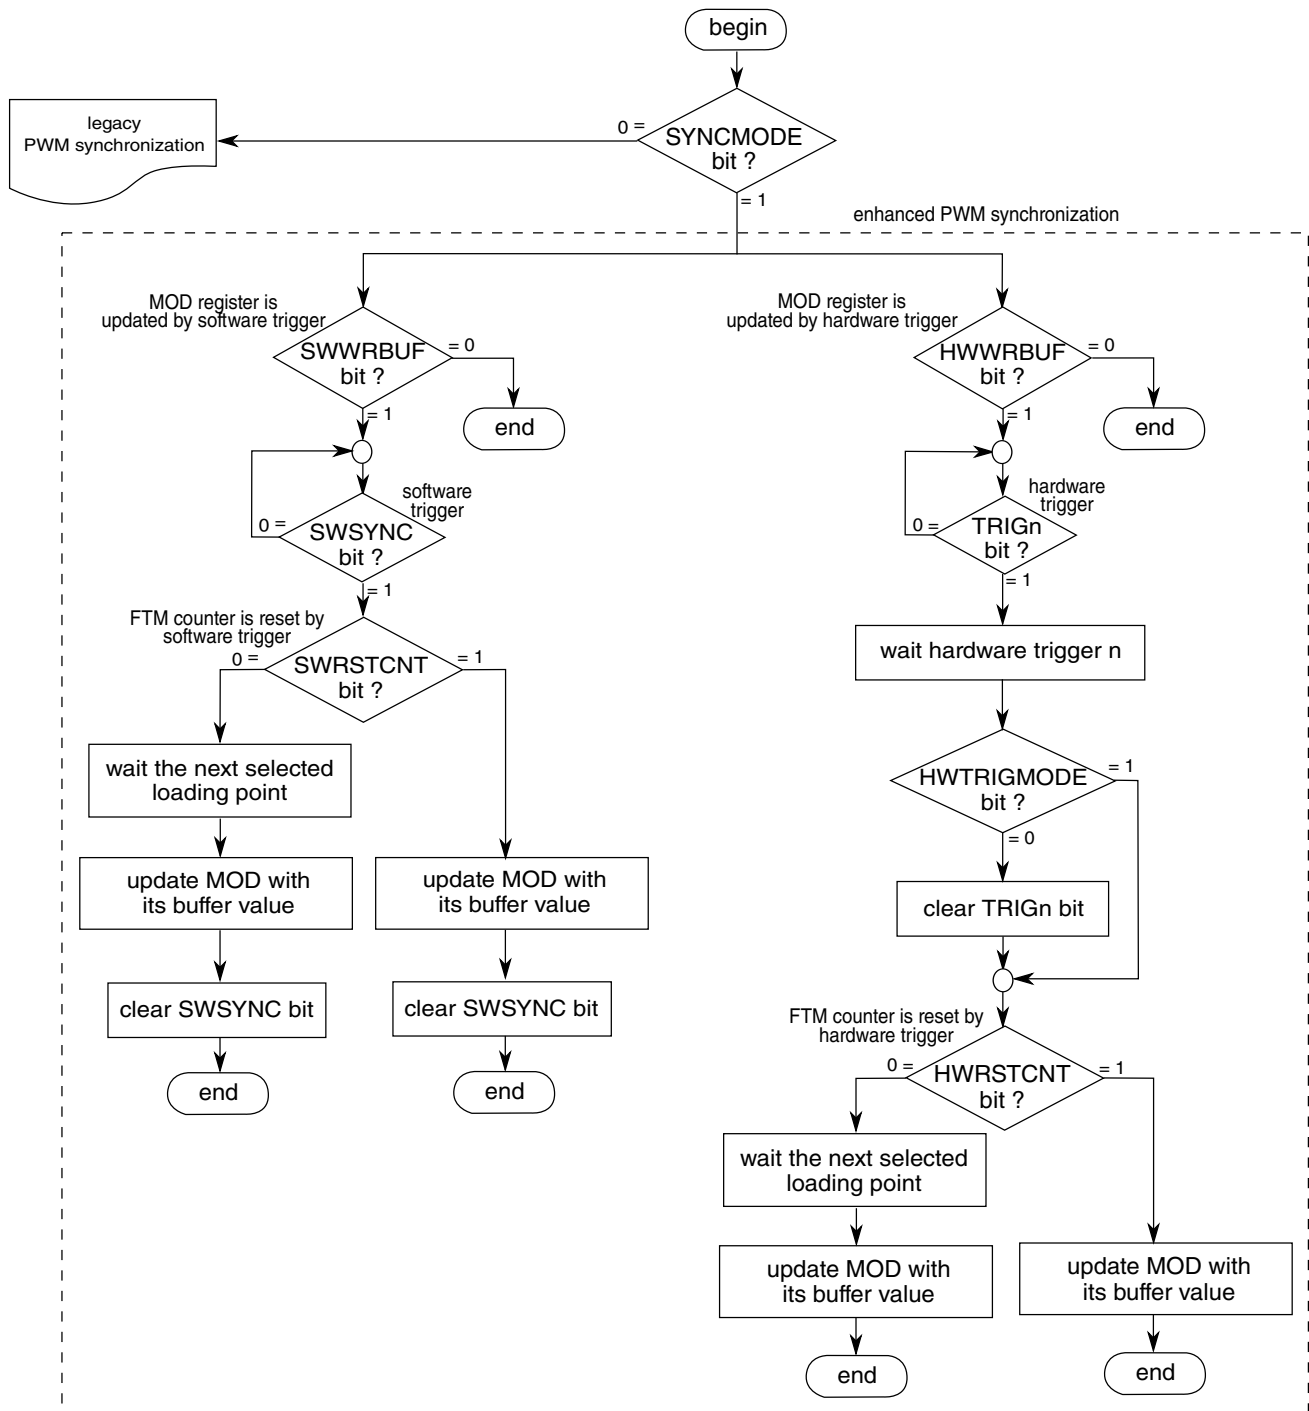 begin
SYNCMODE
bit ?
0 =
= 1
legacy
PWM synchronization
enhanced PWM synchronization
MOD register is
updated by software trigger
SWWRBUF
bit ?
= 0
= 1
end
software
trigger
SWSYNC
bit ?
0 =
= 1
FTM counter is reset by
software trigger
SWRSTCNT
bit ?
0 =
= 1
wait the next selected
loading point
update MOD with
its buffer value
clear SWSYNC bit
end
update MOD with
its buffer value
clear SWSYNC bit
end
MOD register is
updated by hardware trigger
HWWRBUF
bit ?
= 0
= 1
end
hardware
trigger
TRIGn
bit ?
0 =
= 1
wait hardware trigger n
HWTRIGMODE
bit ?
= 1
= 0
clear TRIGn bit
FTM counter is reset by
hardware trigger
HWRSTCNT
bit ?
0 =
= 1
wait the next selected
loading point
update MOD with
its buffer value
end
update MOD with
its buffer value
end